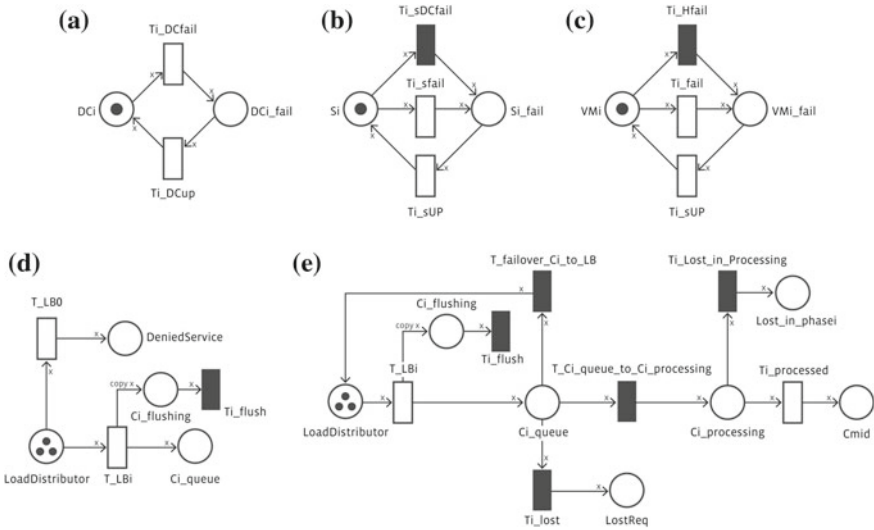 (a)
Ti_DCfail
x
x
DCi
DCi_fail
x
x
Ti_DCup
(b)
Ti_sDCfail
x
x
Ti_sfail
Si
x
x
Si_fail
x
x
Ti_sUP
(c)
Ti_Hfail
x
x
Ti_fail
VMi
x
x
VMi_fail
x
x
Ti_sUP
(d)
T_LB0
x
DeniedService
x
copy x
x
Ci_flushing
Ti_flush
x
x
LoadDistributor
T_LBi
Ci_queue
(e)
T_failover_Ci_to_LB
Ti_Lost_in_Processing
x
x
Ci_flushing
Lost_in_phasei
copy x
x
x
x
Ti_flush
T_LBi
T_Ci_queue_to_Ci_processing
Ti_processed
x
x
x
x
x
x
LoadDistributor
Ci_queue
Ci_processing
Cmid
x
x
Ti_lost
LostReq